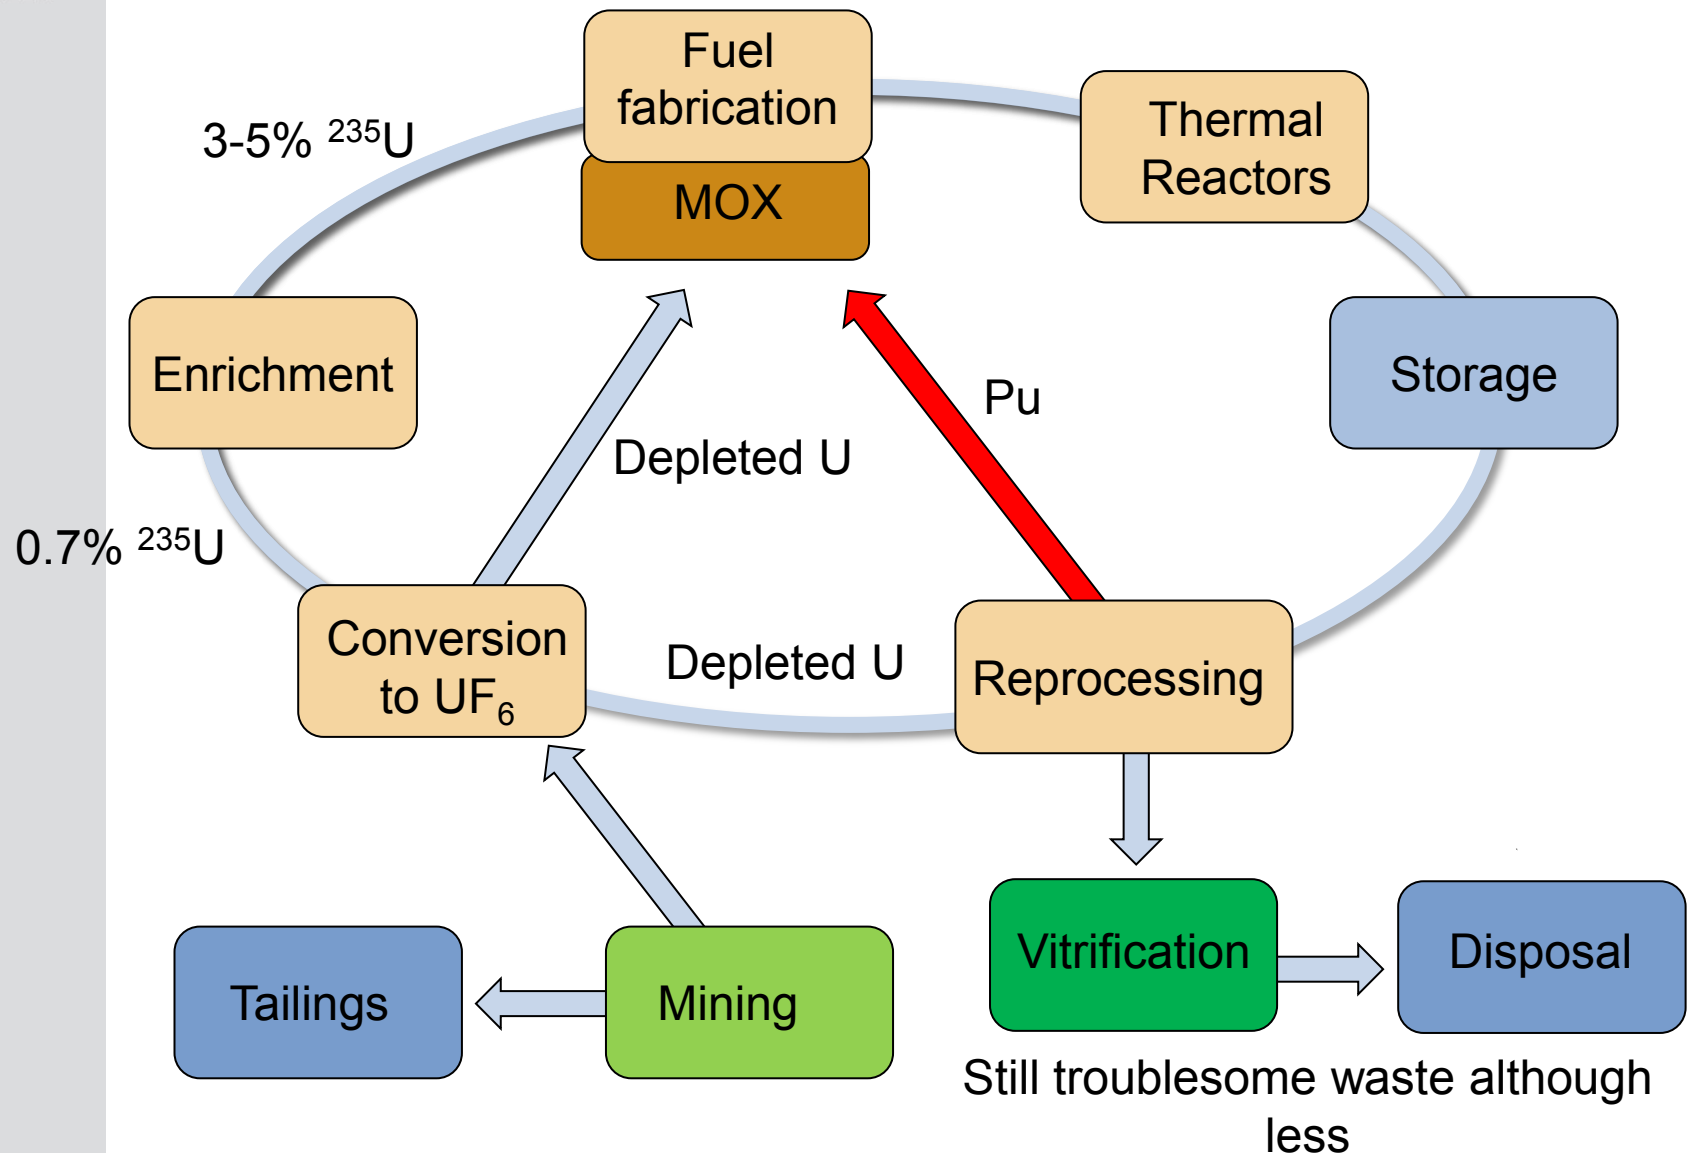 Fuel
fabrication
MOX
Thermal
Reactors
3-5% ²³⁵U
Enrichment
Storage
Pu
Depleted U
0.7% ²³⁵U
Conversion
to UF₆
Depleted U
Reprocessing
Vitrification
Disposal
Tailings
Mining
Still troublesome waste although
less